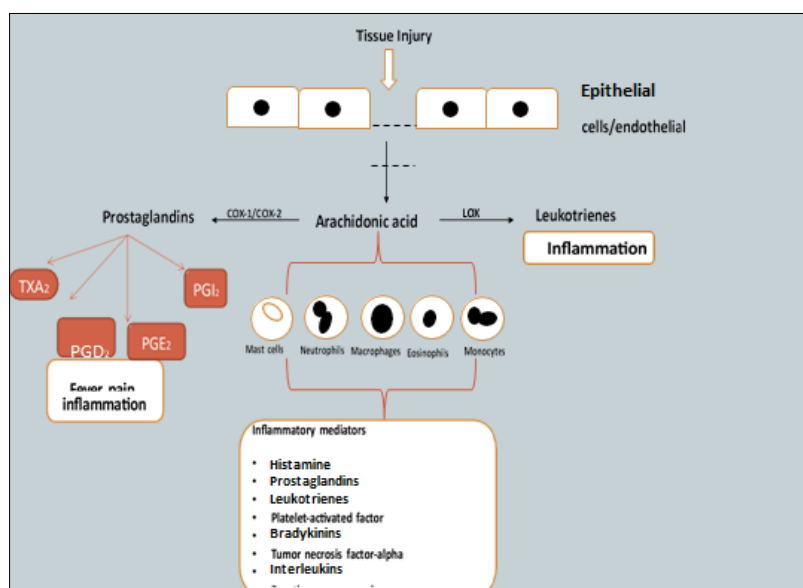 Tissue Injury
Epithelial
cells/endothelial
Prostaglandins
COX-1/COX-2
Arachidonic acid
LOX
Leukotrienes
Inflammation
TXA₂
PGI₂
PGD₂
PGE₂
Fever pain
inflammation
Mast cells
Neutrophils
Macrophages
Eosinophils
Monocytes
Inflammatory mediators
• Histamine
• Prostaglandins
• Leukotrienes
• Platelet-activated factor
• Bradykinins
• Tumor necrosis factor-alpha
• Interleukins